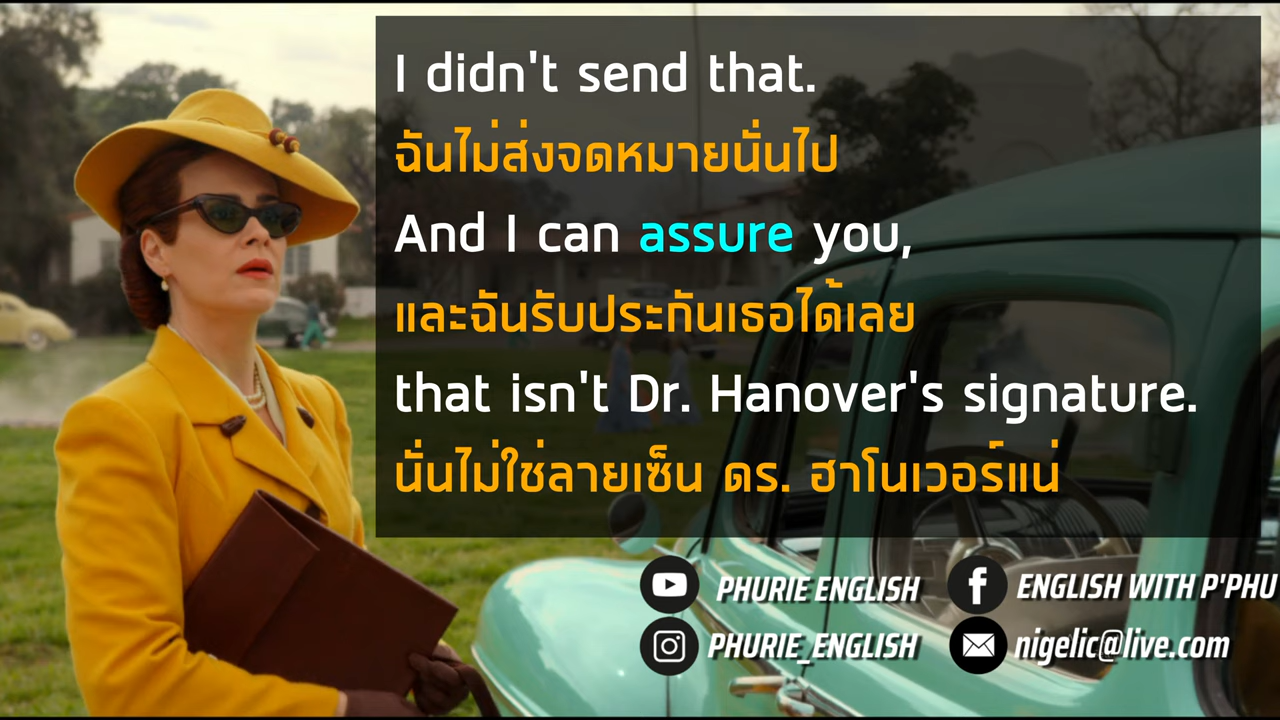 I didn't send that.
ฉันไม่ส่งจดหมายนั่นไป
And I can assure you,
และฉันรับประกันเธอได้เลย
that isn't Dr. Hanover's signature.
นั่นไม่ใช่ลายเซ็น ดร. ฮาโนเวอร์แน่
PHURIE ENGLISH
ENGLISH WITH P'PHU
PHURIE_ENGLISH
nigelic@live.com